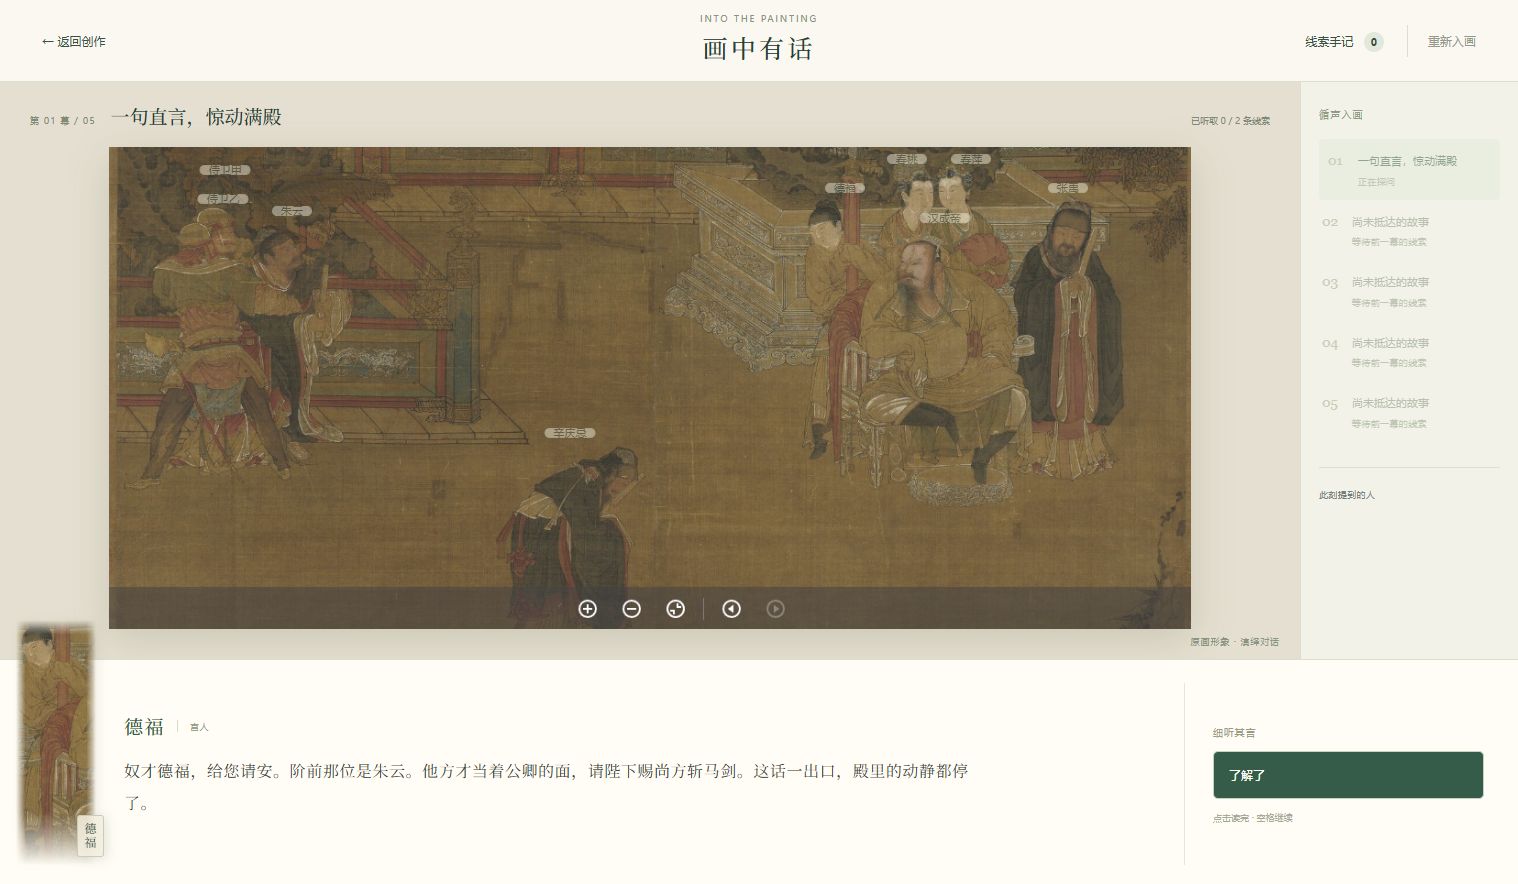 INTO THE PAINTING
← 返回创作
画中有话
线索手记 0
重新入画
第 01 幕 / 05
一句直言，惊动满殿
已听取 0 / 2 条线索
侍卫甲
侍卫乙
朱云
春桃
春萍
德福
张禹
汉成帝
辛庆忌
原画形象 · 演绎对话
循声入画
01 一句直言，惊动满殿
正在探问
02 尚未抵达的故事
等待前一幕的线索
03 尚未抵达的故事
等待前一幕的线索
04 尚未抵达的故事
等待前一幕的线索
05 尚未抵达的故事
等待前一幕的线索
此刻提到的人
德福
德福
宫人
奴才德福，给您请安。阶前那位是朱云。他方才当着公卿的面，请陛下赐尚方斩马剑。这话一出口，殿里的动静都停
了。
细听其言
了解了
点击读完 · 空格继续